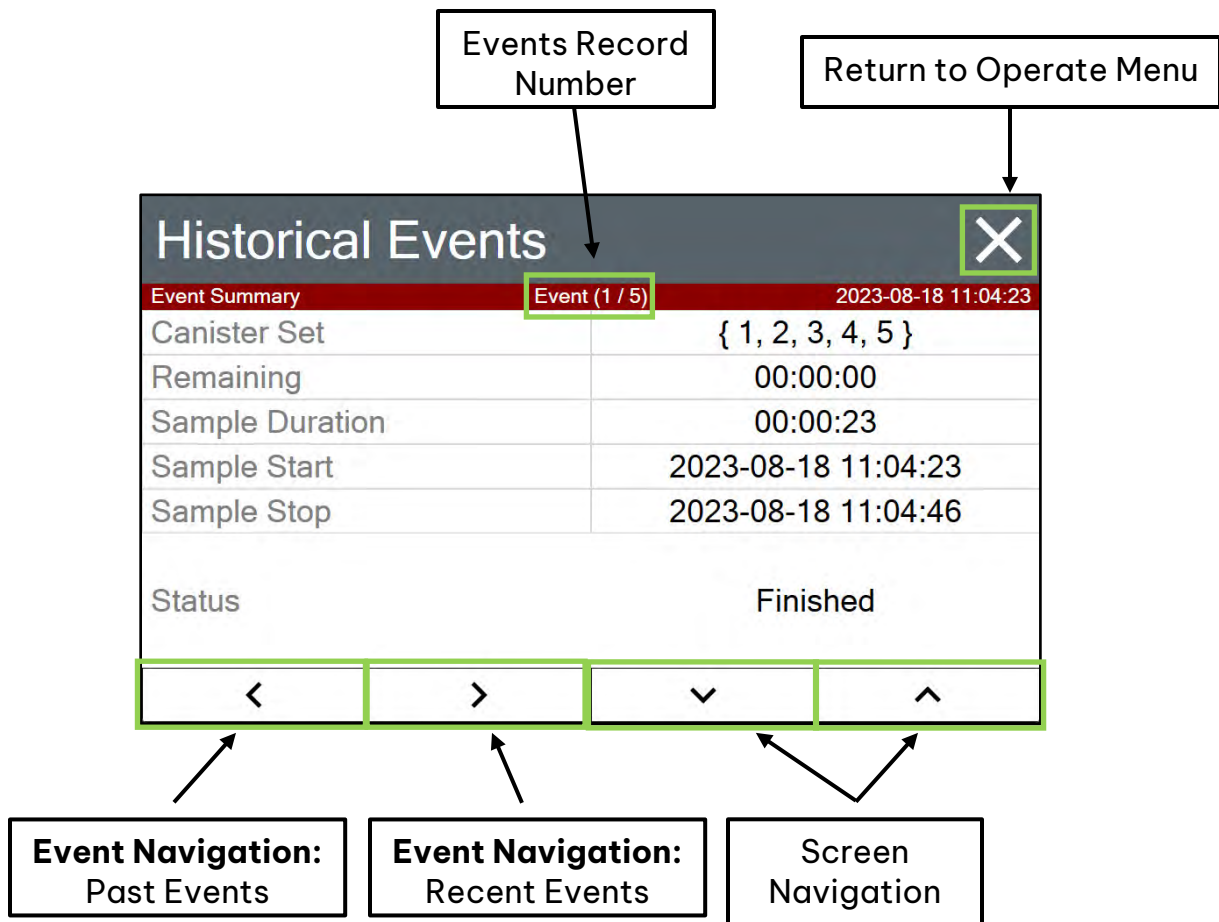 Events Record
Number
Return to Operate Menu
Historical Events
Event Summary Event (1 / 5) 2023-08-18 11:04:23
Canister Set { 1, 2, 3, 4, 5 }
Remaining 00:00:00
Sample Duration 00:00:23
Sample Start 2023-08-18 11:04:23
Sample Stop 2023-08-18 11:04:46
Status Finished
Event Navigation:
Past Events
Event Navigation:
Recent Events
Screen
Navigation